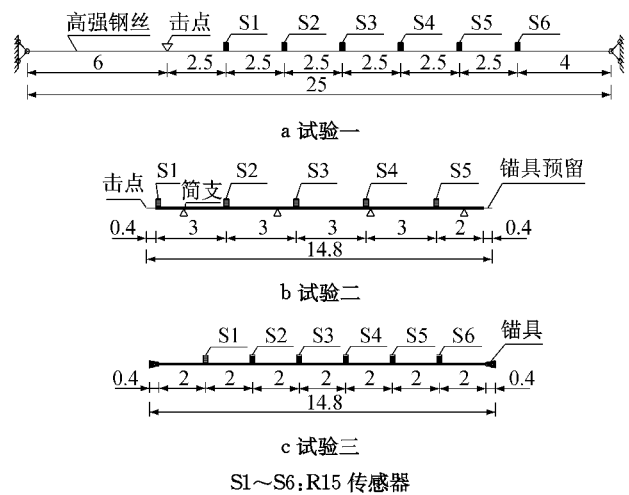 高强钢丝 击点 S1 S2 S3 S4 S5 S6
6 2.5 2.5 2.5 2.5 2.5 2.5 4
25
a 试验一
击点 S1 简支 S2 S3 S4 S5 锚具预留
0.4 3 3 3 3 2 0.4
14.8
b 试验二
S1 S2 S3 S4 S5 S6 锚具
0.4 2 2 2 2 2 2 2 0.4
14.8
c 试验三
S1～S6:R15 传感器